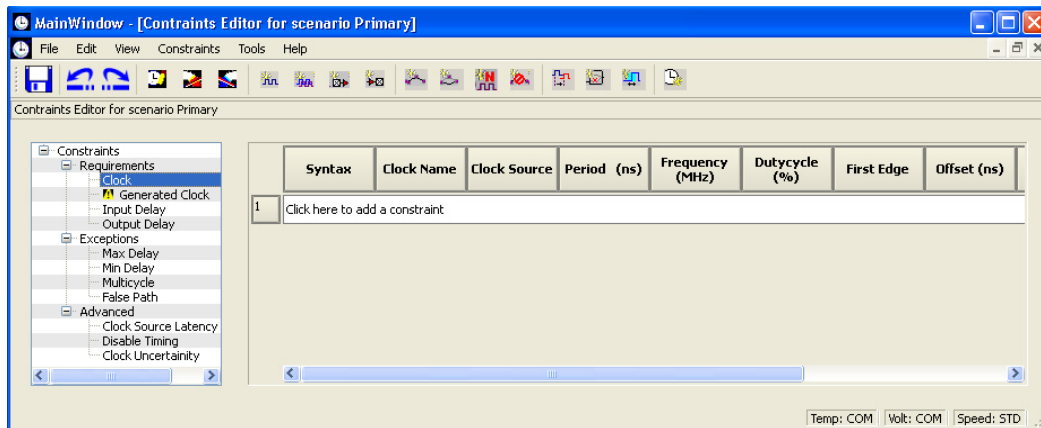 MainWindow - [Contraints Editor for scenario Primary]
File Edit View Constraints Tools Help
Contraints Editor for scenario Primary
Constraints
Requirements
Clock
Generated Clock
Input Delay
Output Delay
Exceptions
Max Delay
Min Delay
Multicycle
False Path
Advanced
Clock Source Latency
Disable Timing
Clock Uncertainity
Syntax Clock Name Clock Source Period (ns) Frequency (MHz) Dutycycle (%) First Edge Offset (ns)
1 Click here to add a constraint
Temp: COM Volt: COM Speed: STD